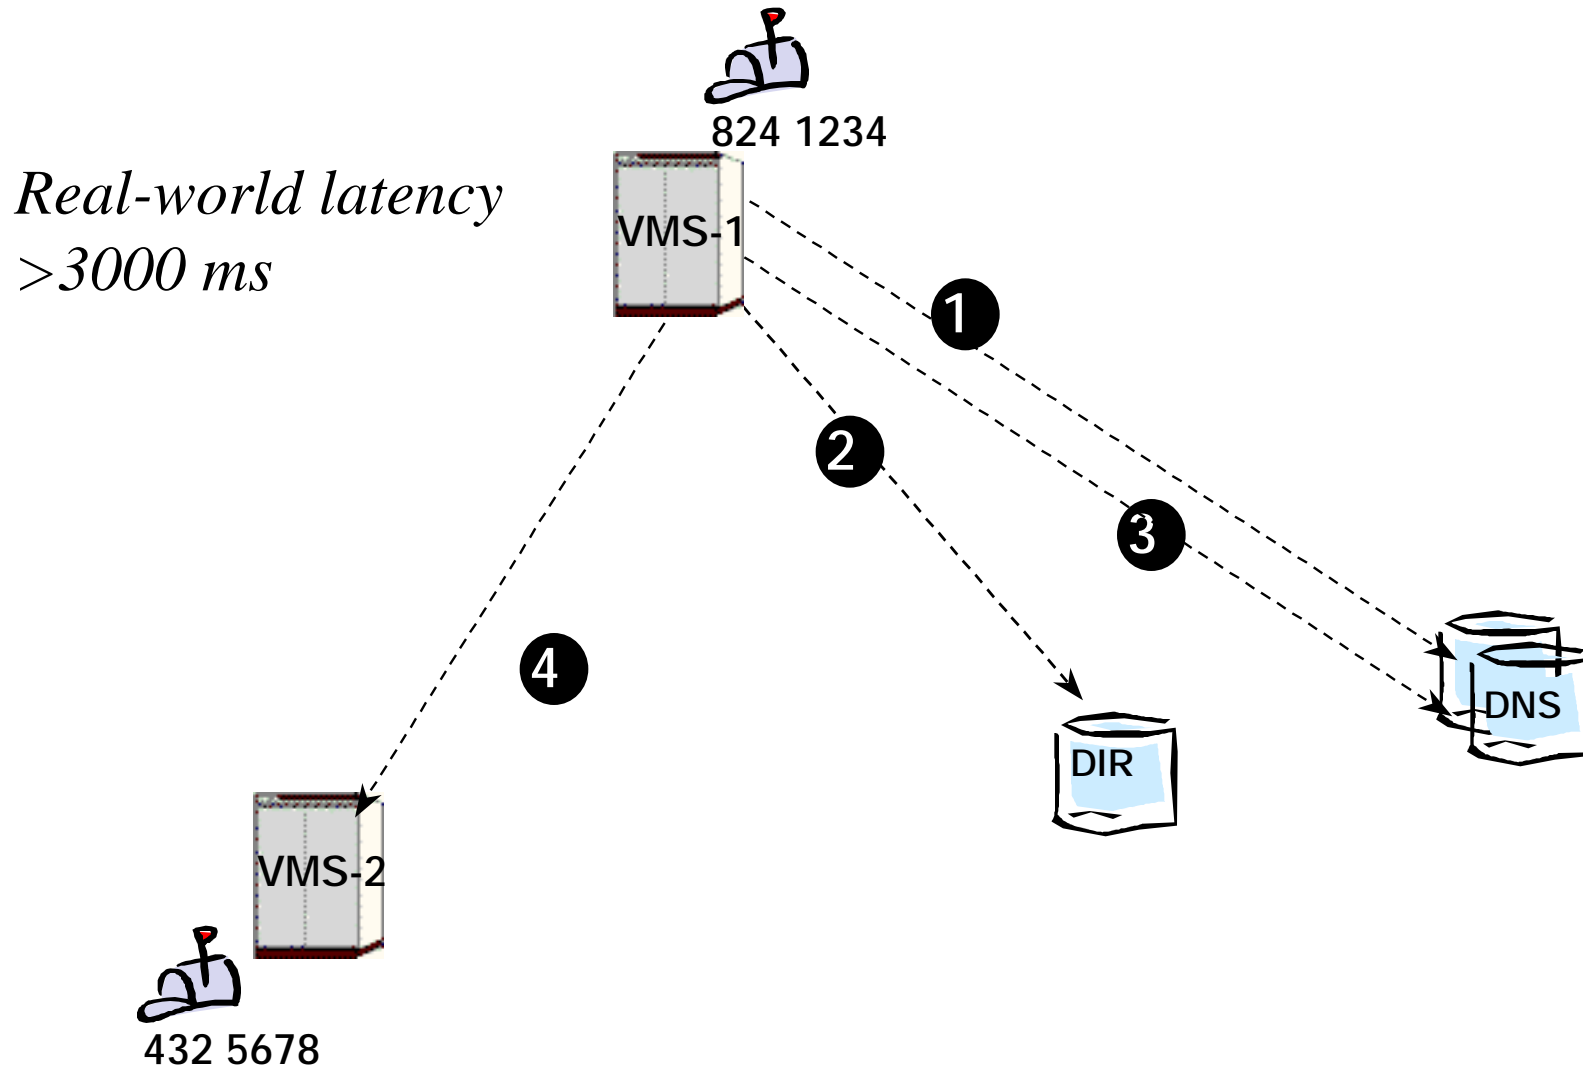 824 1234
Real-world latency
>3000 ms
VMS-1
1
2
3
4
DNS
DIR
VMS-2
432 5678